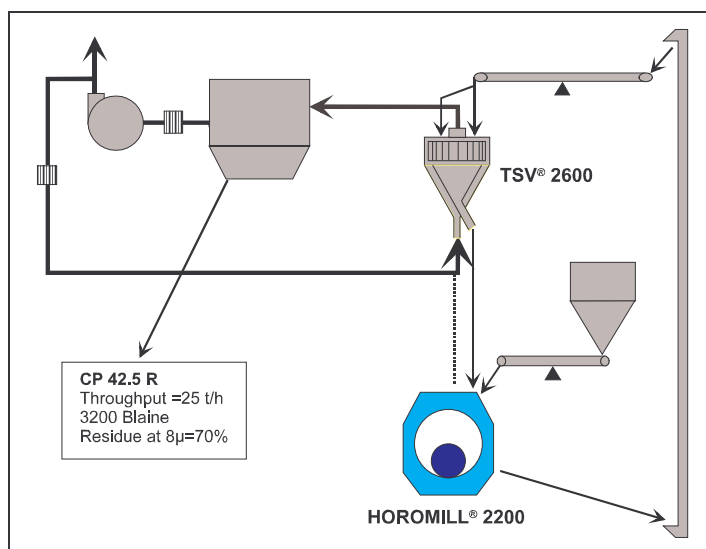 TSV® 2600
CP 42.5 R
Throughput =25 t/h
3200 Blaine
Residue at 8µ=70%
HOROMILL® 2200